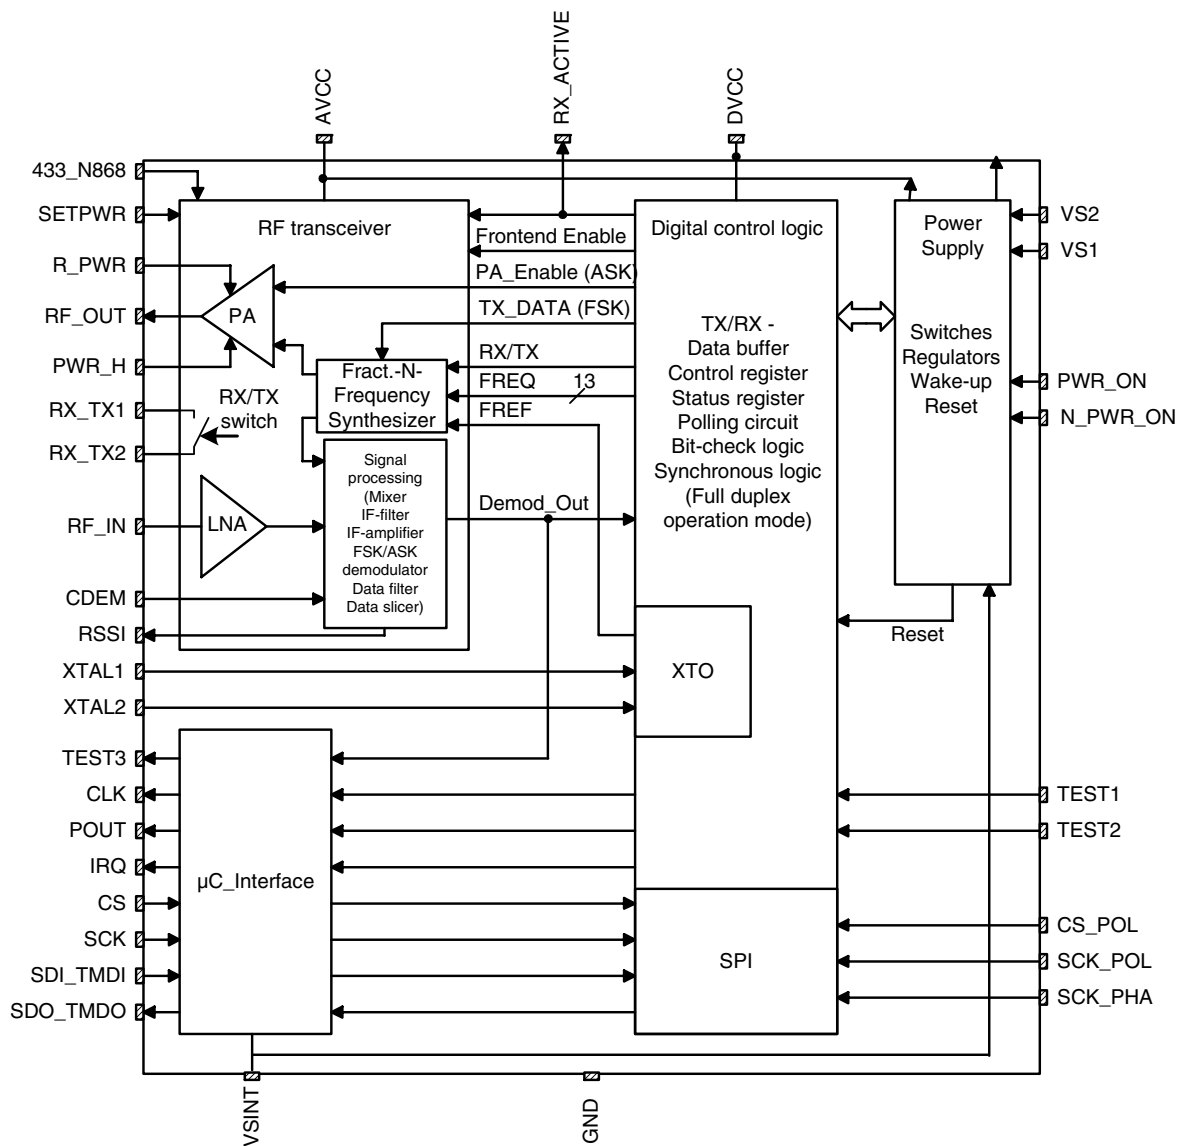 AVCC
RX_ACTIVE
DVCC
433_N868
SETPWR
R_PWR
RF_OUT
PWR_H
RX_TX1
RX_TX2
RF_IN
CDEM
RSSI
XTAL1
XTAL2
TEST3
CLK
POUT
IRQ
CS
SCK
SDI_TMDI
SDO_TMDO
RF transceiver
PA
RX/TX
switch
LNA
Fract.-N-
Frequency
Synthesizer
Signal
processing
(Mixer
IF-filter
IF-amplifier
FSK/ASK
demodulator
Data filter
Data slicer)
Frontend Enable
PA_Enable (ASK)
TX_DATA (FSK)
RX/TX
FREQ
13
FREF
Demod_Out
Digital control logic
TX/RX -
Data buffer
Control register
Status register
Polling circuit
Bit-check logic
Synchronous logic
(Full duplex
operation mode)
XTO
µC_Interface
SPI
Power
Supply
Switches
Regulators
Wake-up
Reset
Reset
VS2
VS1
PWR_ON
N_PWR_ON
TEST1
TEST2
CS_POL
SCK_POL
SCK_PHA
VSINT
GND